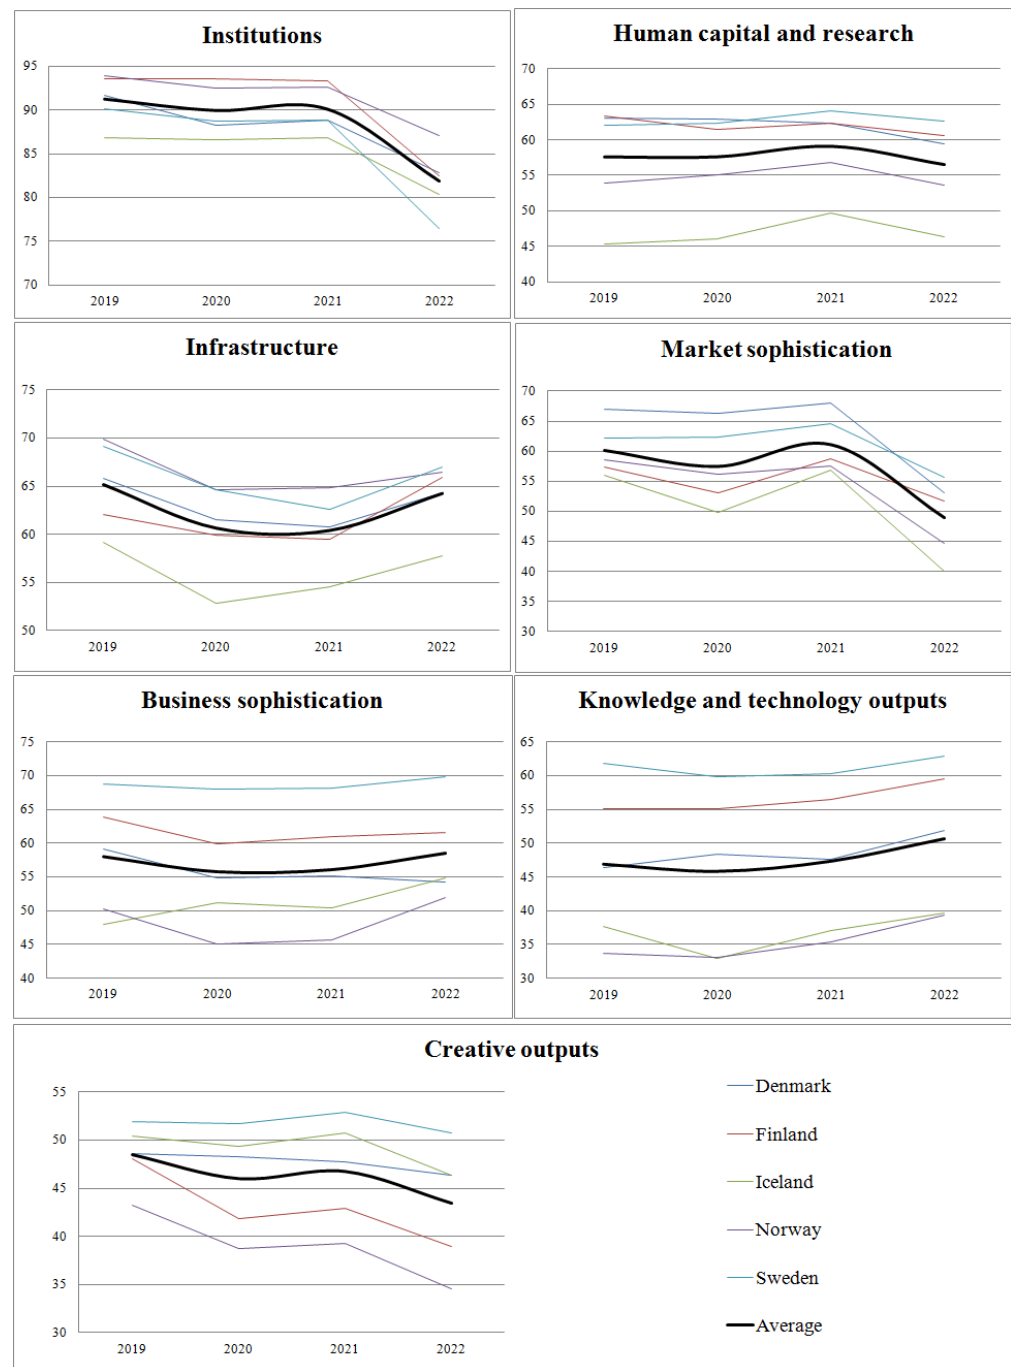 Institutions
95
90
85
80
75
70
2019 2020 2021 2022
Human capital and research
70
65
60
55
50
45
40
2019 2020 2021 2022
Infrastructure
75
70
65
60
55
50
2019 2020 2021 2022
Market sophistication
70
65
60
55
50
45
40
35
30
2019 2020 2021 2022
Business sophistication
75
70
65
60
55
50
45
40
2019 2020 2021 2022
Knowledge and technology outputs
65
60
55
50
45
40
35
30
2019 2020 2021 2022
Creative outputs
55
50
45
40
35
30
2019 2020 2021 2022
Denmark
Finland
Iceland
Norway
Sweden
Average